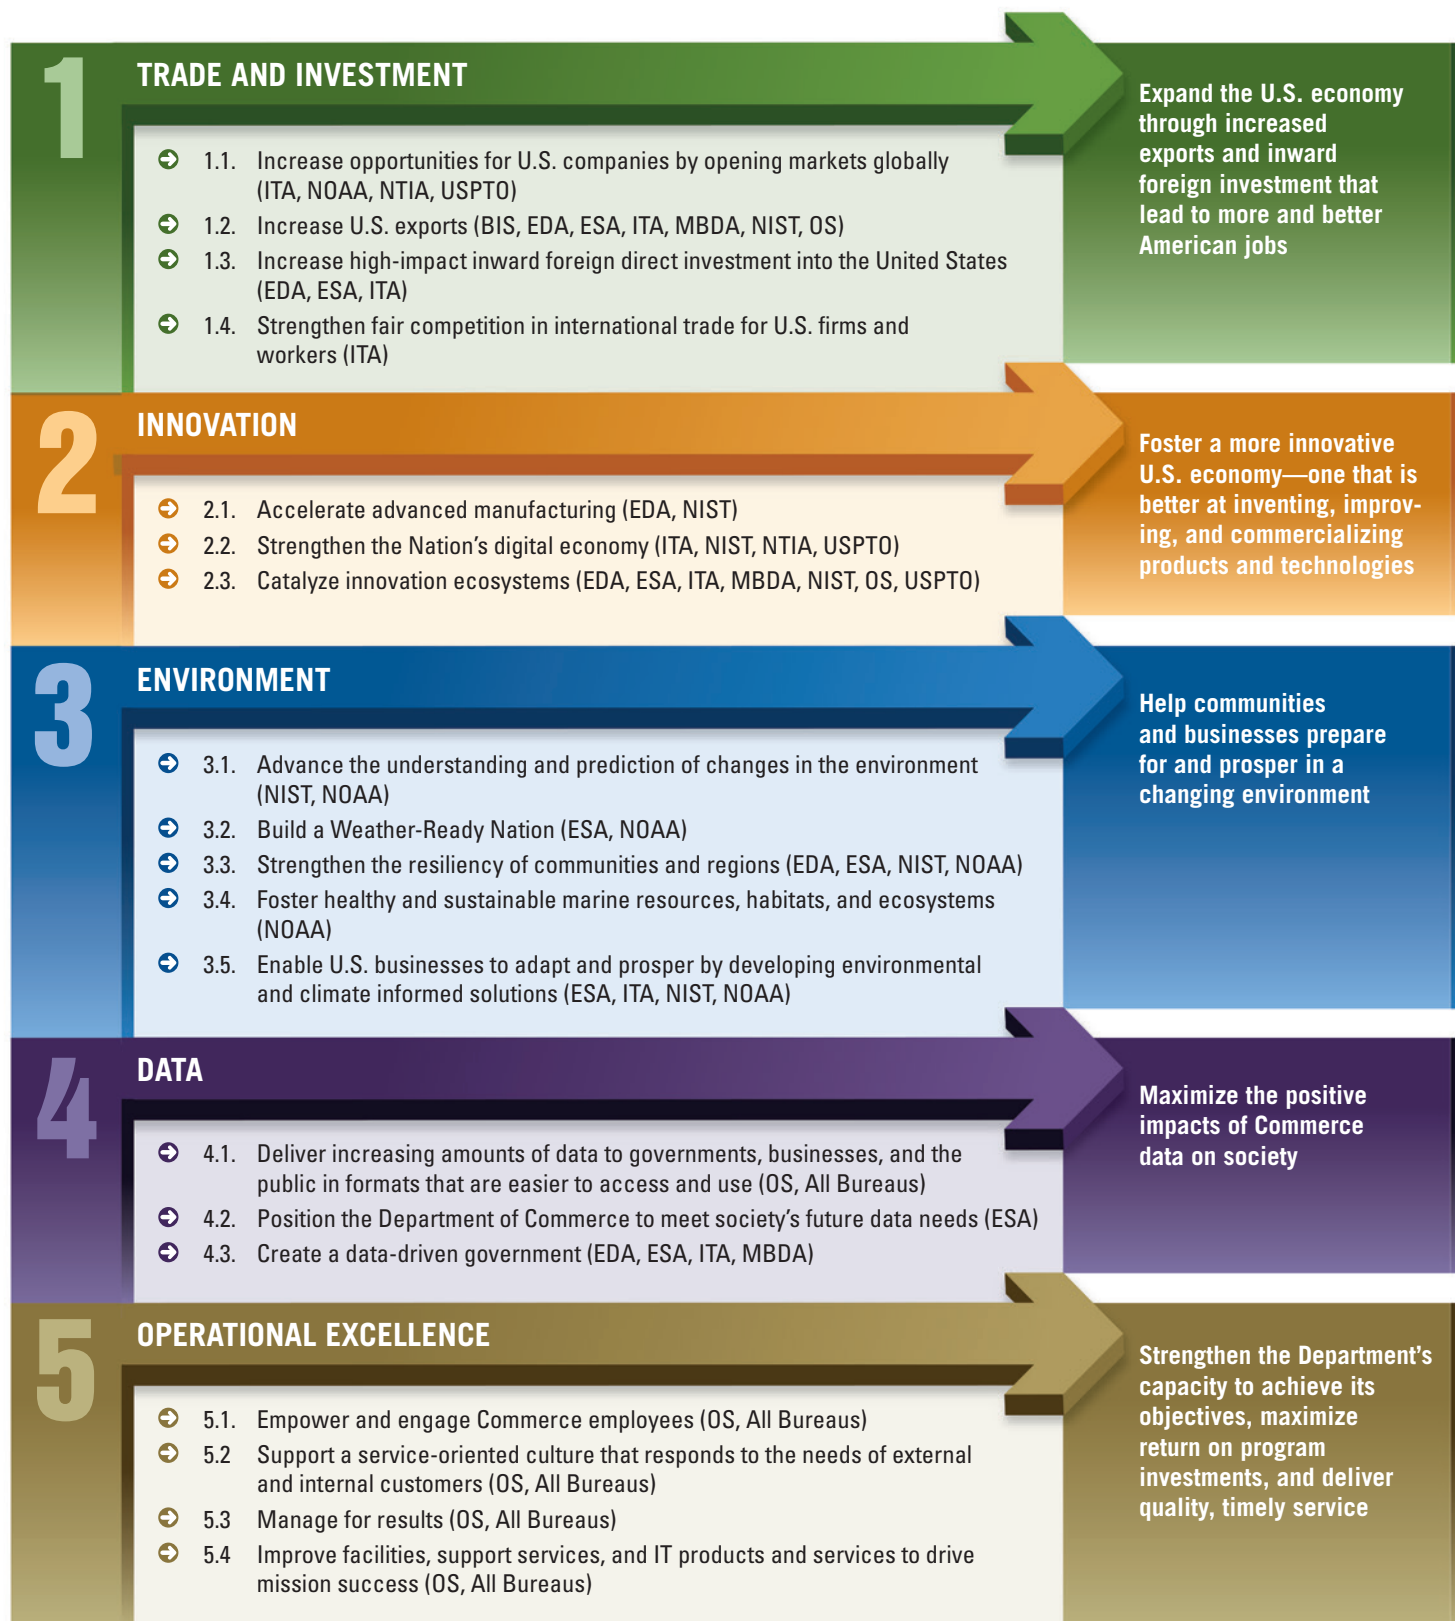 1
TRADE AND INVESTMENT
1.1. Increase opportunities for U.S. companies by opening markets globally
(ITA, NOAA, NTIA, USPTO)
1.2. Increase U.S. exports (BIS, EDA, ESA, ITA, MBDA, NIST, OS)
1.3. Increase high-impact inward foreign direct investment into the United States
(EDA, ESA, ITA)
1.4. Strengthen fair competition in international trade for U.S. firms and
workers (ITA)
Expand the U.S. economy
through increased
exports and inward
foreign investment that
lead to more and better
American jobs
2
INNOVATION
2.1. Accelerate advanced manufacturing (EDA, NIST)
2.2. Strengthen the Nation’s digital economy (ITA, NIST, NTIA, USPTO)
2.3. Catalyze innovation ecosystems (EDA, ESA, ITA, MBDA, NIST, OS, USPTO)
Foster a more innovative
U.S. economy—one that is
better at inventing, improv-
ing, and commercializing
products and technologies
3
ENVIRONMENT
3.1. Advance the understanding and prediction of changes in the environment
(NIST, NOAA)
3.2. Build a Weather-Ready Nation (ESA, NOAA)
3.3. Strengthen the resiliency of communities and regions (EDA, ESA, NIST, NOAA)
3.4. Foster healthy and sustainable marine resources, habitats, and ecosystems
(NOAA)
3.5. Enable U.S. businesses to adapt and prosper by developing environmental
and climate informed solutions (ESA, ITA, NIST, NOAA)
Help communities
and businesses prepare
for and prosper in a
changing environment
4
DATA
4.1. Deliver increasing amounts of data to governments, businesses, and the
public in formats that are easier to access and use (OS, All Bureaus)
4.2. Position the Department of Commerce to meet society’s future data needs (ESA)
4.3. Create a data-driven government (EDA, ESA, ITA, MBDA)
Maximize the positive
impacts of Commerce
data on society
5
OPERATIONAL EXCELLENCE
5.1. Empower and engage Commerce employees (OS, All Bureaus)
5.2 Support a service-oriented culture that responds to the needs of external
and internal customers (OS, All Bureaus)
5.3 Manage for results (OS, All Bureaus)
5.4 Improve facilities, support services, and IT products and services to drive
mission success (OS, All Bureaus)
Strengthen the Department’s
capacity to achieve its
objectives, maximize
return on program
investments, and deliver
quality, timely service